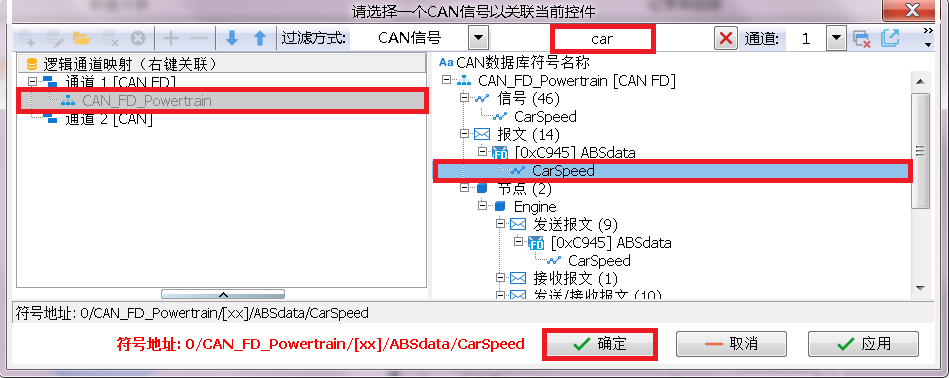 请选择一个CAN信号以关联当前控件
过滤方式: CAN信号 car 通道: 1
逻辑通道映射（右键关联）
通道 1 [CAN FD]
CAN_FD_Powertrain
通道 2 [CAN]
Aa CAN数据库符号名称
CAN_FD_Powertrain [CAN FD]
信号 (46)
CarSpeed
报文 (14)
FD [0xC945] ABSdata
CarSpeed
节点 (2)
Engine
发送报文 (9)
FD [0xC945] ABSdata
CarSpeed
接收报文 (1)
发送/接收报文 (10)
符号地址: 0/CAN_FD_Powertrain/[xx]/ABSdata/CarSpeed
符号地址: 0/CAN_FD_Powertrain/[xx]/ABSdata/CarSpeed 确定 取消 应用